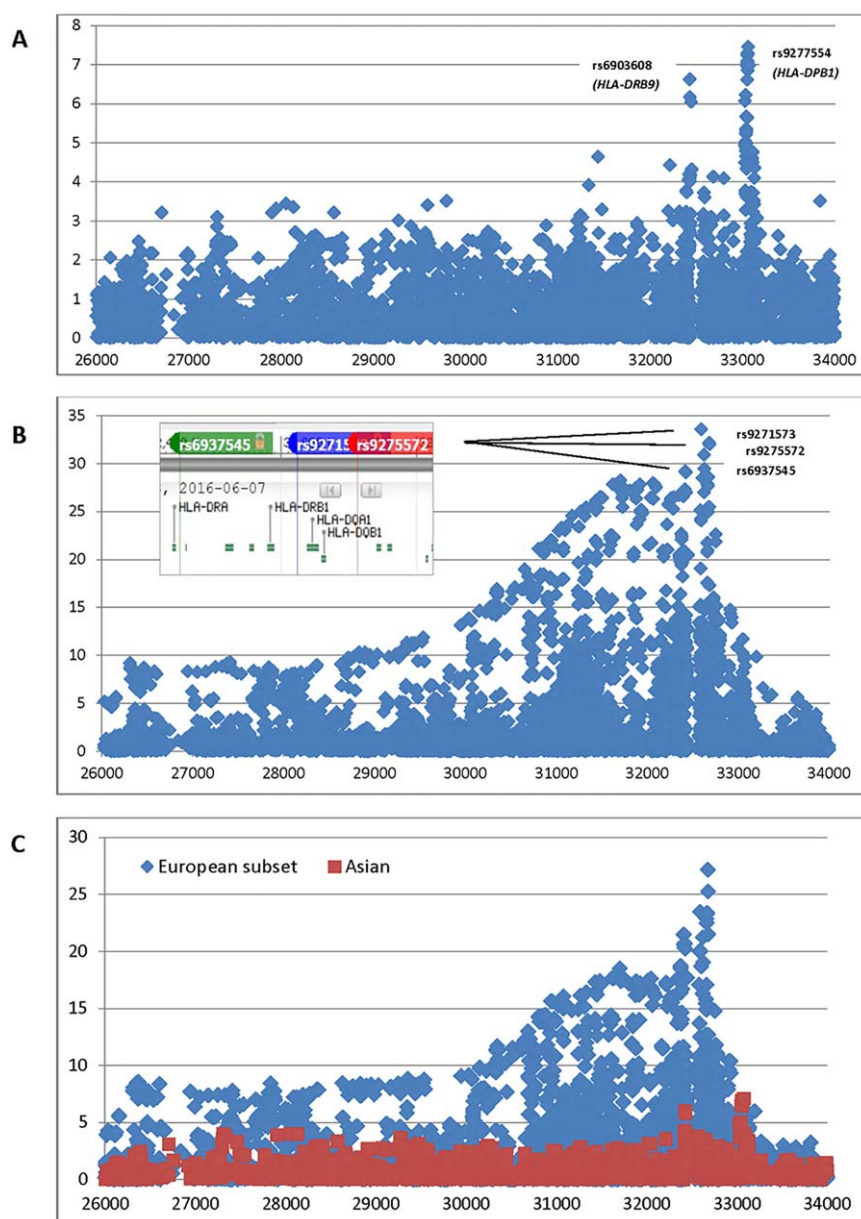 A
8
7
6
5
4
3
2
1
0
rs6903608
(HLA-DRB9)
rs9277554
(HLA-DPB1)
26000 27000 28000 29000 30000 31000 32000 33000 34000
B
35
30
25
20
15
10
5
0
rs6937545 rs92715 rs9275572
, 2016-06-07
HLA-DRA HLA-DRB1
HLA-DQA1
HLA-DQB1
rs9271573
rs9275572
rs6937545
26000 27000 28000 29000 30000 31000 32000 33000 34000
C
30
25
20
15
10
5
0
European subset Asian
26000 27000 28000 29000 30000 31000 32000 33000 34000